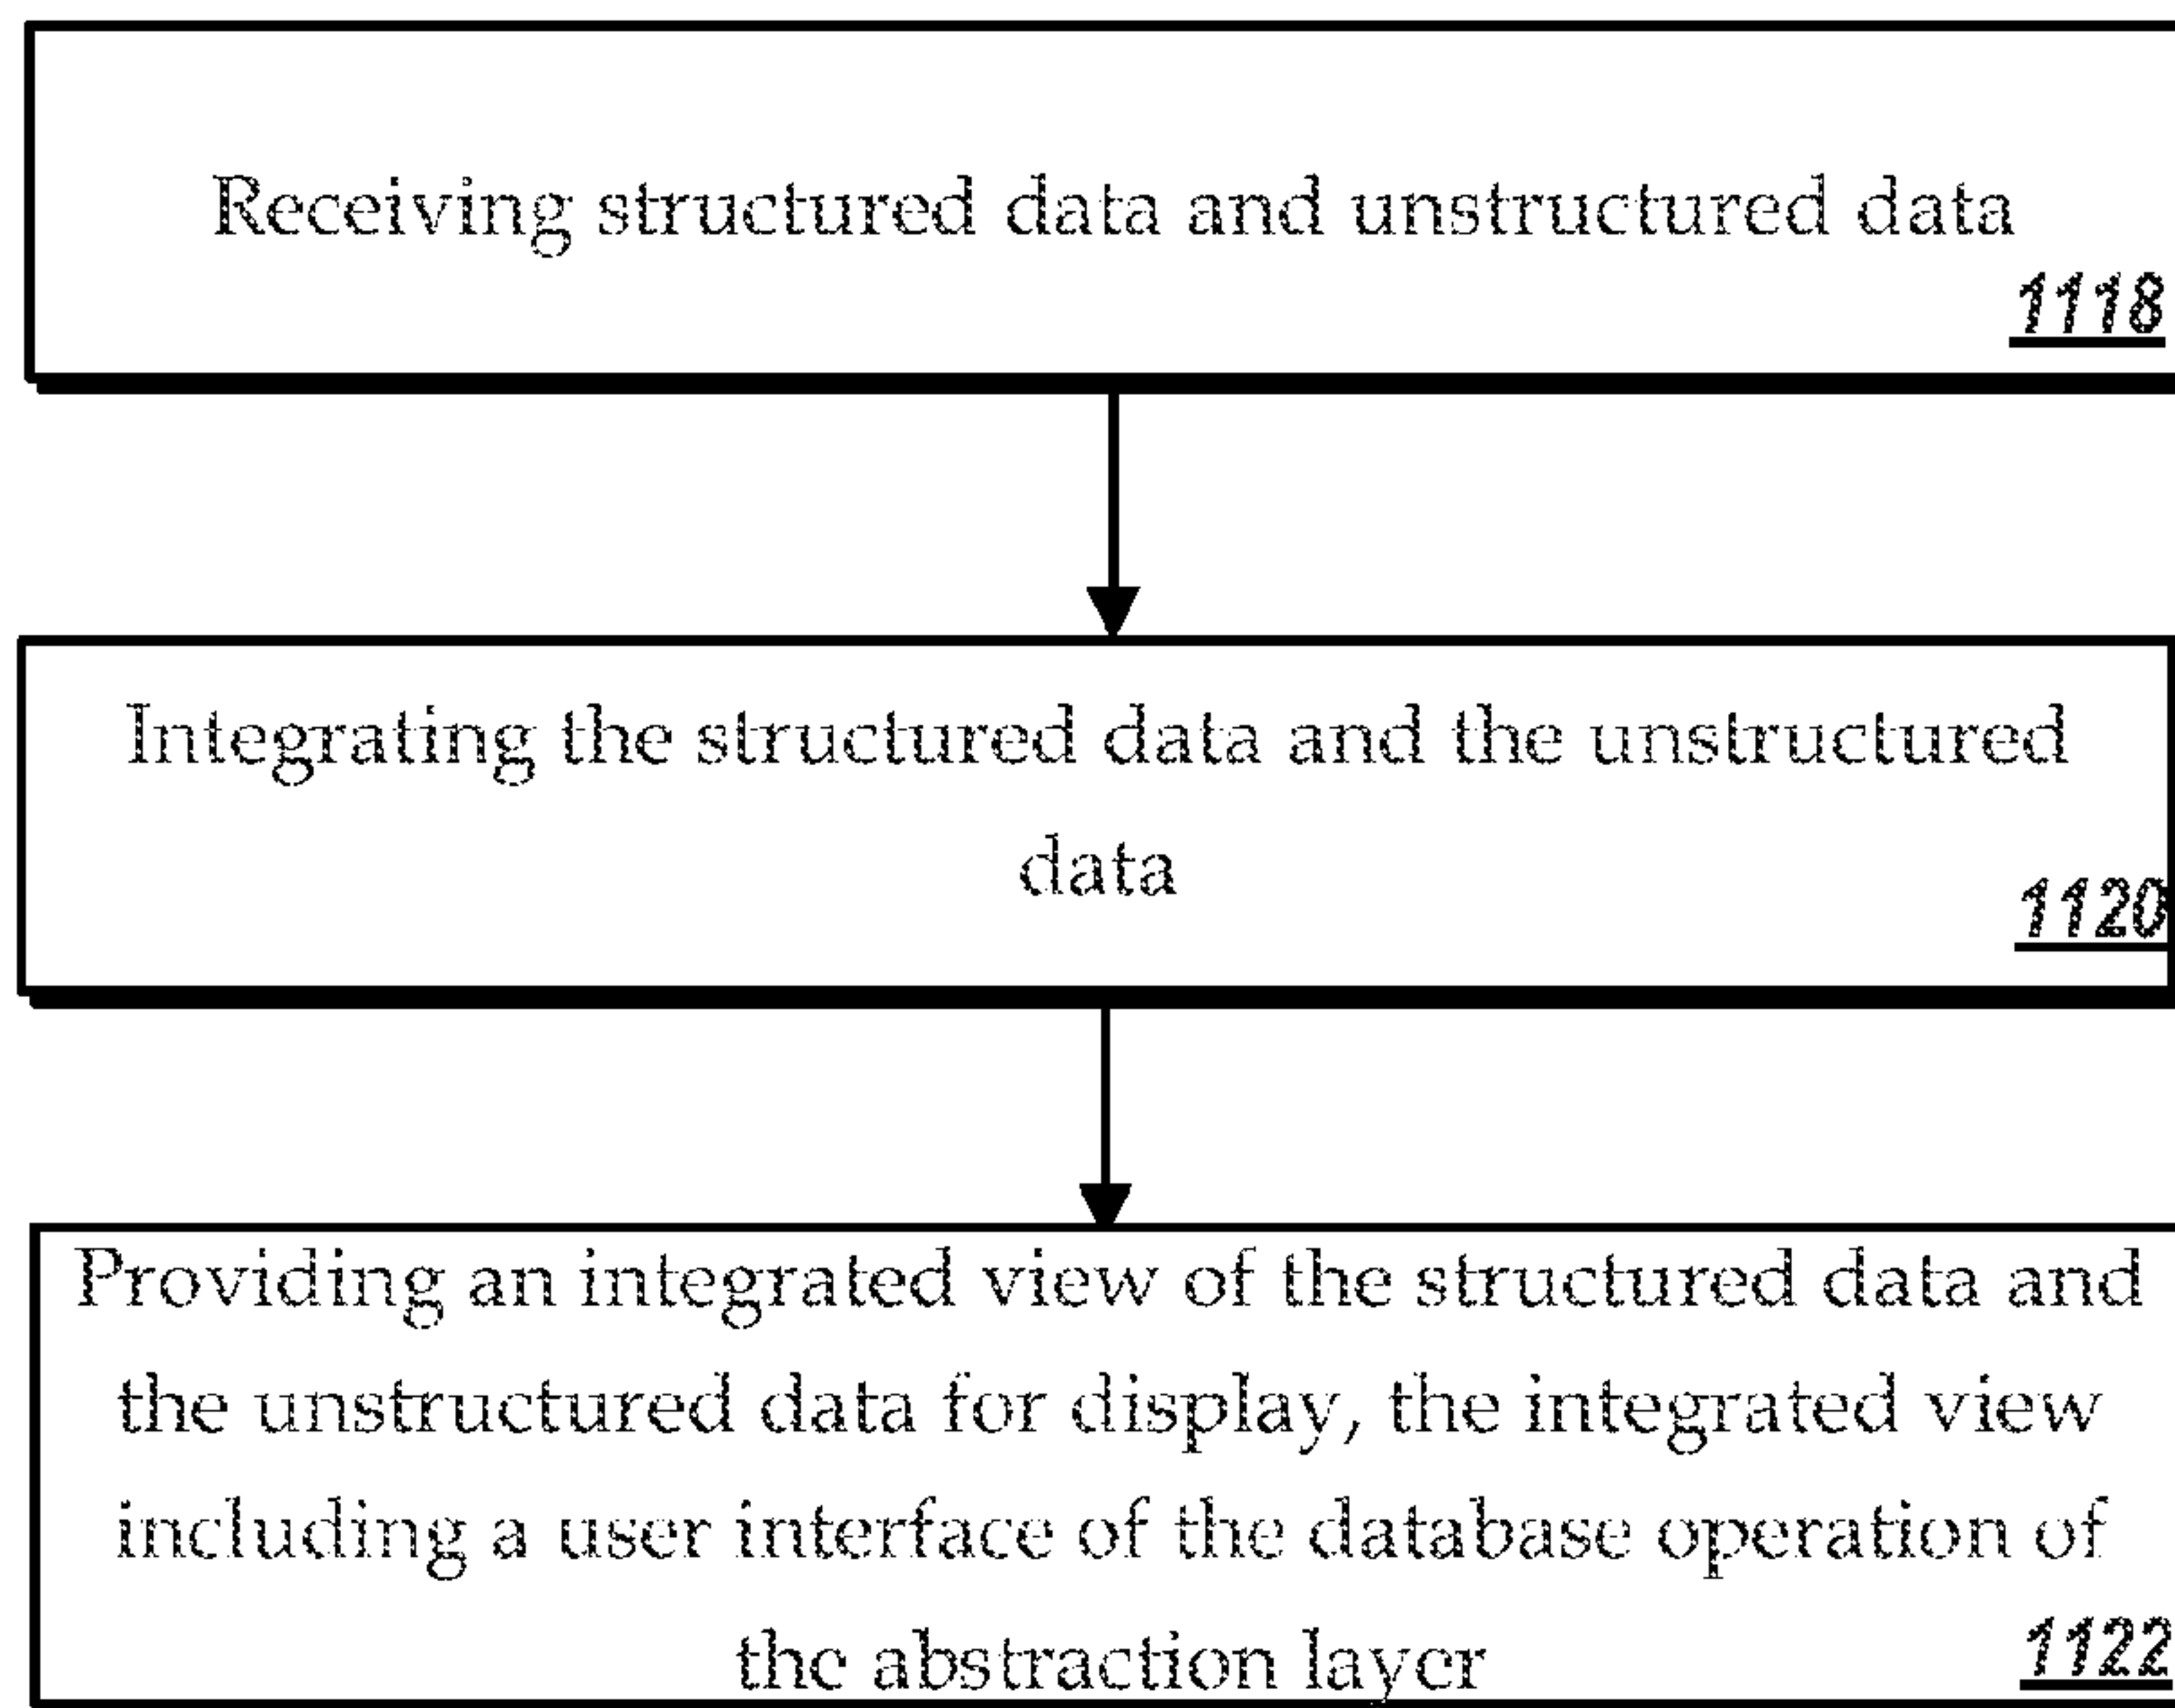 Receiving structured data and unstructured data
1118
Integrating the structured data and the unstructured
data
1120
Providing an integrated view of the structured data and
the unstructured data for display, the integrated view
including a user interface of the database operation of
the abstraction layer
1122